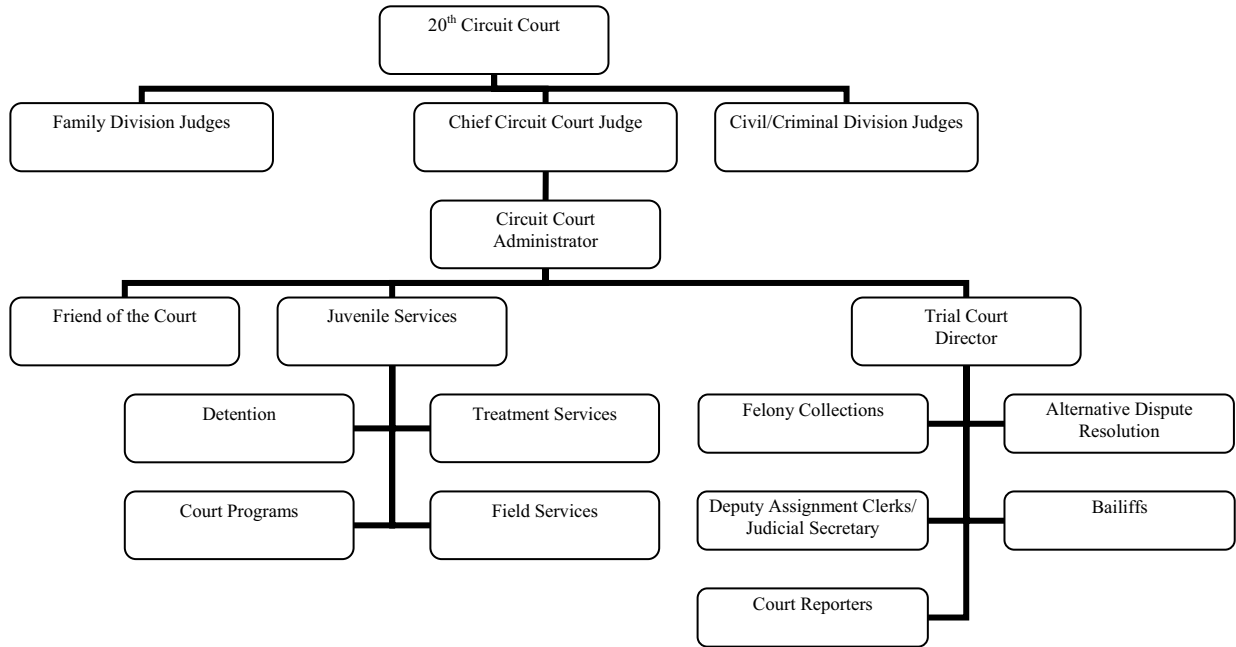 20th Circuit Court
Family Division Judges
Chief Circuit Court Judge
Civil/Criminal Division Judges
Circuit Court
Administrator
Friend of the Court
Juvenile Services
Trial Court
Director
Detention
Treatment Services
Felony Collections
Alternative Dispute
Resolution
Court Programs
Field Services
Deputy Assignment Clerks/
Judicial Secretary
Bailiffs
Court Reporters